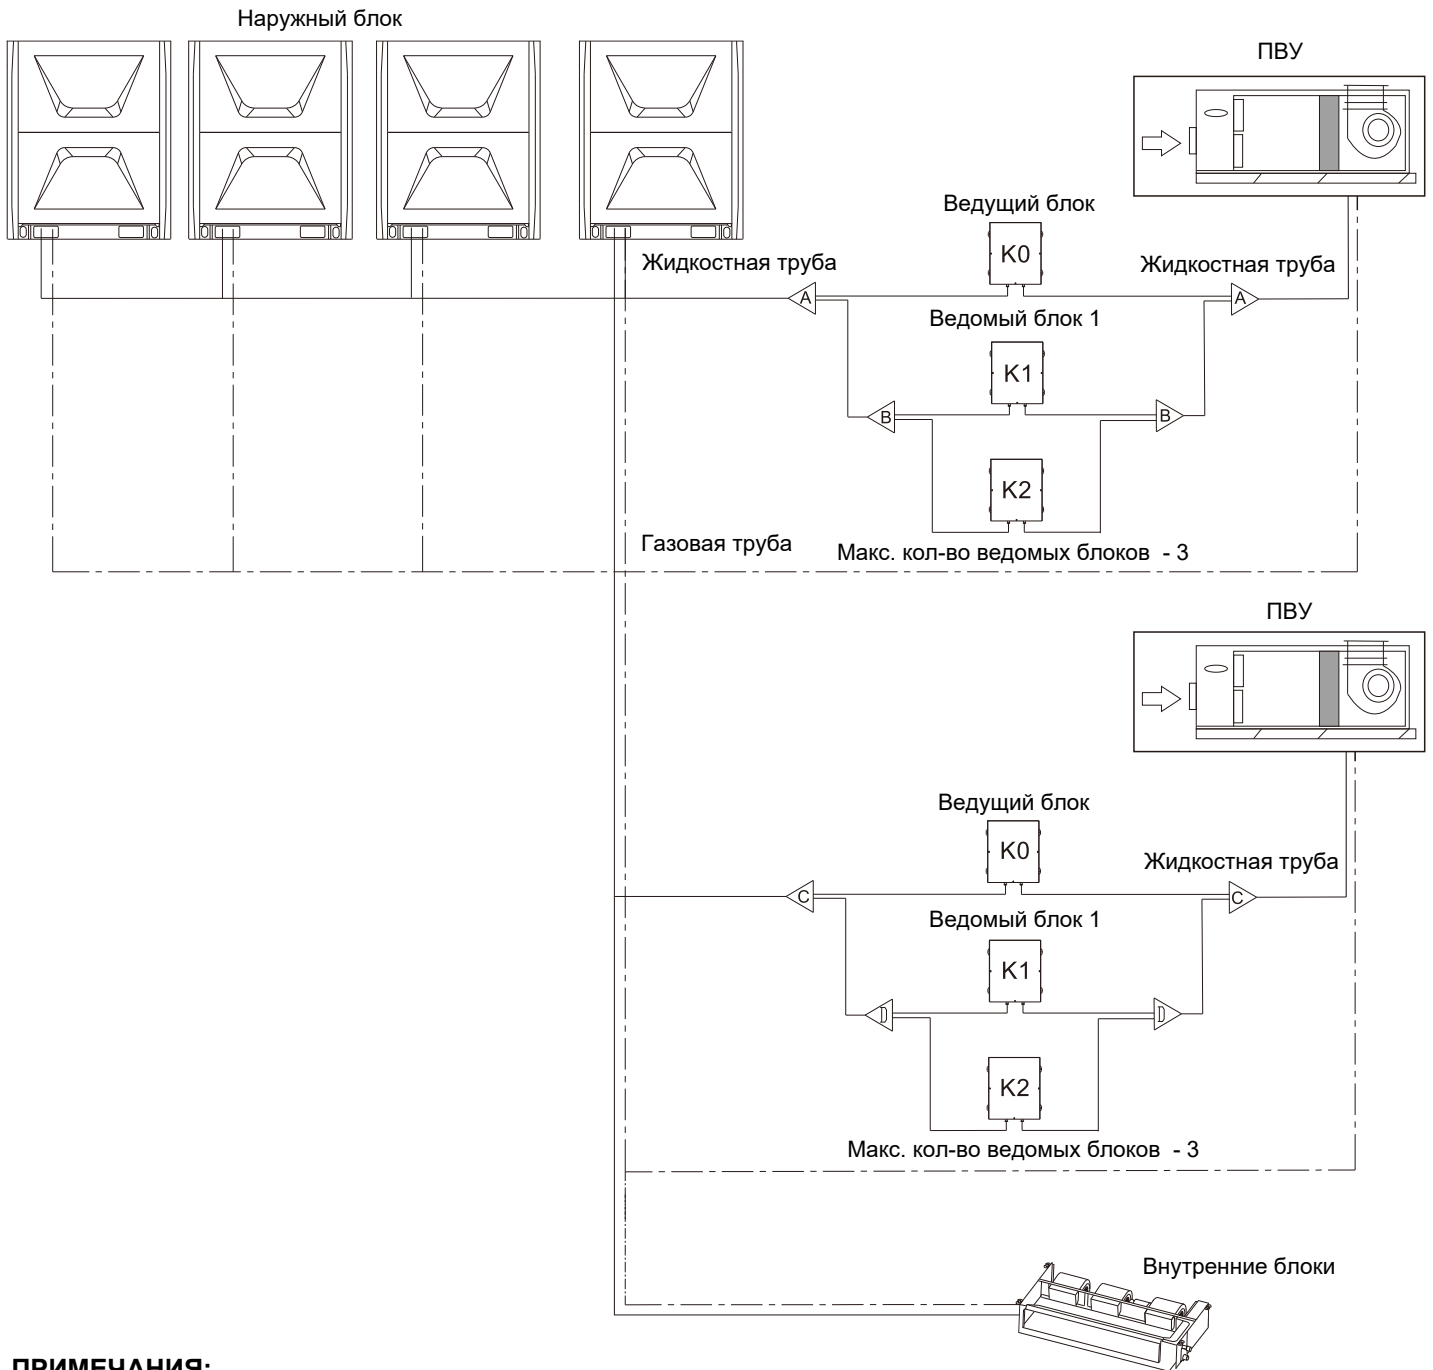 Наружный блок
ПВУ
Ведущий блок
K0
Жидкостная труба
Жидкостная труба
A
A
Ведомый блок 1
K1
B
B
K2
Газовая труба
Макс. кол-во ведомых блоков - 3
ПВУ
Ведущий блок
K0
Жидкостная труба
C
C
Ведомый блок 1
K1
D
D
K2
Макс. кол-во ведомых блоков - 3
Внутренние блоки
ПРИМЕЧАНИЯ: